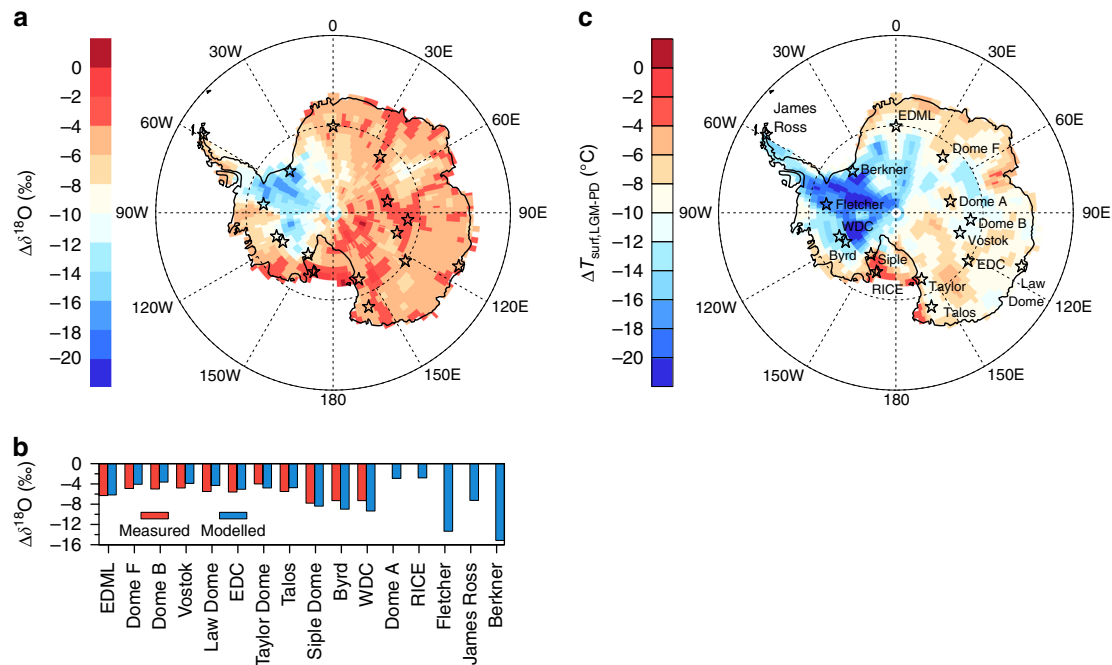 a
c
0
30E
60E
90E
120E
150E
180
150W
120W
90W
60W
30W
0
−2
−4
−6
−8
−10
−12
−14
−16
−18
−20
Δδ¹⁸O (‰)
0
30E
60E
90E
120E
150E
180
150W
120W
90W
60W
30W
0
−2
−4
−6
−8
−10
−12
−14
−16
−18
−20
ΔTsurf,LGM-PD (°C)
James
Ross
EDML
Dome F
Berkner
Fletcher
Dome A
Dome B
WDC
Vostok
Byrd
Siple
EDC
RICE
Taylor
Law
Dome
Talos
b
0
−4
−8
−12
−16
Δδ¹⁸O (‰)
Measured
Modelled
EDML
Dome F
Dome B
Vostok
Law Dome
EDC
Taylor Dome
Talos
Siple Dome
Byrd
WDC
Dome A
RICE
Fletcher
James Ross
Berkner